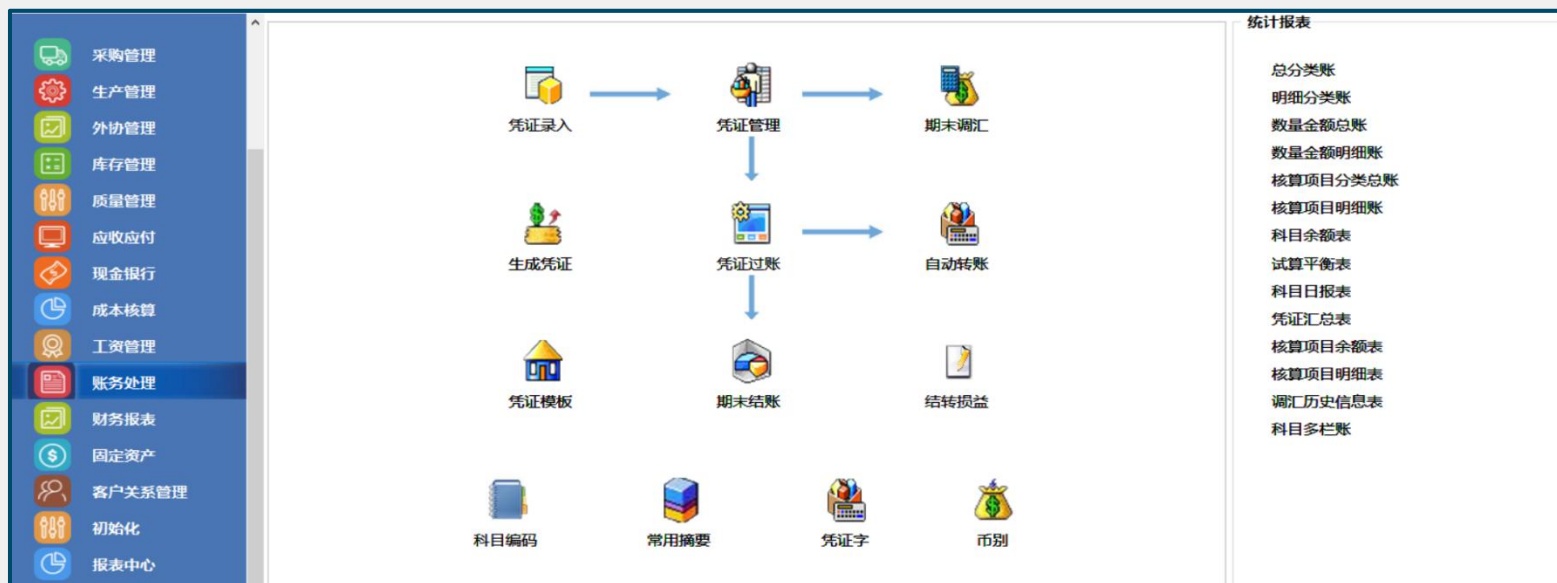 采购管理
生产管理
外协管理
库存管理
质量管理
应收应付
现金银行
成本核算
工资管理
账务处理
财务报表
固定资产
客户关系管理
初始化
报表中心
凭证录入
凭证管理
期末调汇
生成凭证
凭证过账
自动转账
凭证模板
期末结账
结转损益
科目编码
常用摘要
凭证字
币别
统计报表
总分类账
明细分类账
数量金额总账
数量金额明细账
核算项目分类总账
核算项目明细账
科目余额表
试算平衡表
科目日报表
凭证汇总表
核算项目余额表
核算项目明细表
调汇历史信息表
科目多栏账